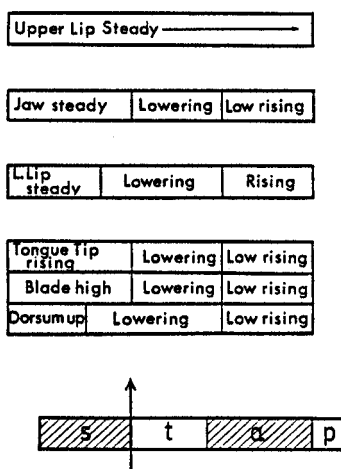 Upper Lip Steady
Jaw steady Lowering Low rising
L.Lip steady Lowering Rising
Tongue Tip rising Lowering Low rising
Blade high Lowering Low rising
Dorsum up Lowering Low rising
s t ɑ p